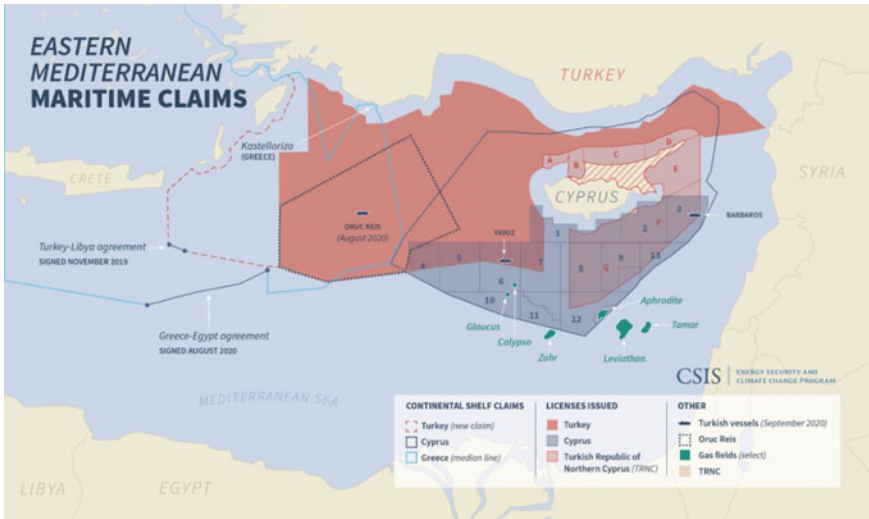 EASTERN
MEDITERRANEAN
MARITIME CLAIMS
TURKEY
Kastellorizo
(GREECE)
CRETE
SYRIA
A
B
C
D
E
CYPRUS
F
G
ORUC REIS
(August 2020)
YAVUZ
BARBAROS
1
2
3
4
5
6
7
8
9
10
11
12
13
Turkey-Libya agreement
SIGNED NOVEMBER 2019
Greece-Egypt agreement
SIGNED AUGUST 2020
Glaucus
Calypso
Zohr
Aphrodite
Leviathan
Tamar
MEDITERRANEAN SEA
LIBYA
EGYPT
CSIS
ENERGY SECURITY AND
CLIMATE CHANGE PROGRAM
CONTINENTAL SHELF CLAIMS
Turkey (new claim)
Cyprus
Greece (median line)
LICENSES ISSUED
Turkey
Cyprus
Turkish Republic of
Northern Cyprus (TRNC)
OTHER
Turkish vessels (September 2020)
Oruc Reis
Gas fields (select)
TRNC